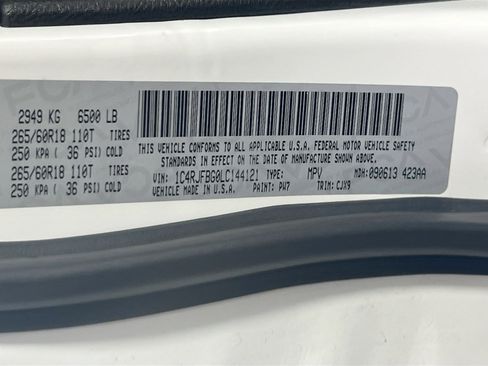 2949 KG 6500 LB
265/60R18 110T TIRES
250 KPA ( 36 PSI) COLD
265/60R18 110T TIRES
250 KPA ( 36 PSI) COLD
THIS VEHICLE CONFORMS TO ALL APPLICABLE U.S.A. FEDERAL MOTOR VEHICLE SAFETY
STANDARDS IN EFFECT ON THE DATE OF MANUFACTURE SHOWN ABOVE.
VIN: 1C4RJFBG0LC144121 TYPE: MPV MDH: 090613 423AA
VEHICLE MADE IN U.S.A. PAINT: PW7 TRIM: CJX9